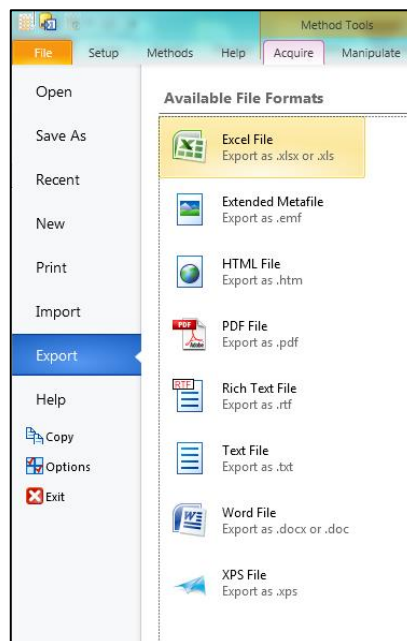 Method Tools
File Setup Methods Help Acquire Manipulate
Open
Save As
Recent
New
Print
Import
Export
Help
Copy
Options
Exit
Available File Formats
Excel File
Export as .xlsx or .xls
Extended Metafile
Export as .emf
HTML File
Export as .htm
PDF File
Export as .pdf
Rich Text File
Export as .rtf
Text File
Export as .txt
Word File
Export as .docx or .doc
XPS File
Export as .xps
PDF
Adobe
RTF